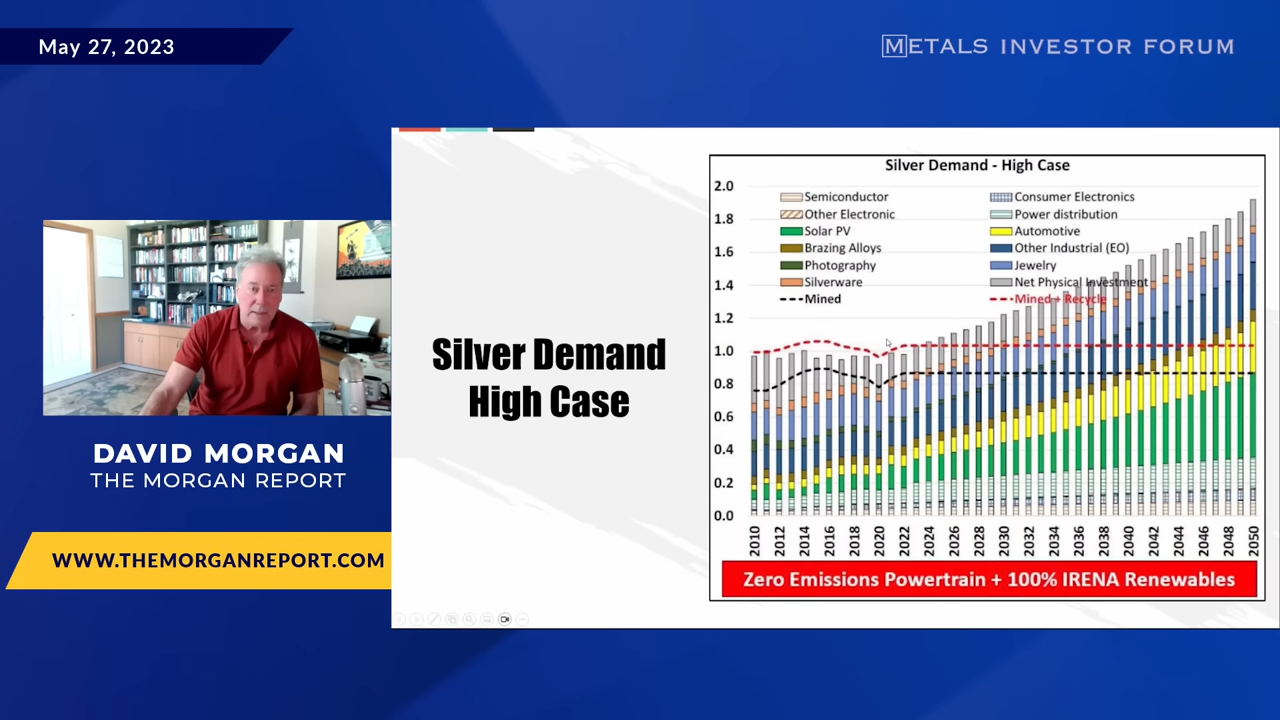 May 27, 2023
METALS INVESTOR FORUM
Silver Demand
High Case
Silver Demand - High Case
2.0
1.8
1.6
1.4
1.2
1.0
0.8
0.6
0.4
0.2
0.0
Semiconductor
Consumer Electronics
Other Electronic
Power distribution
Solar PV
Automotive
Brazing Alloys
Other Industrial (EO)
Photography
Jewelry
Silverware
Net Physical Investment
Mined
Mined + Recycle
2010
2012
2014
2016
2018
2020
2022
2024
2026
2028
2030
2032
2034
2036
2038
2040
2042
2044
2046
2048
2050
Zero Emissions Powertrain + 100% IRENA Renewables
DAVID MORGAN
THE MORGAN REPORT
WWW.THEMORGANREPORT.COM